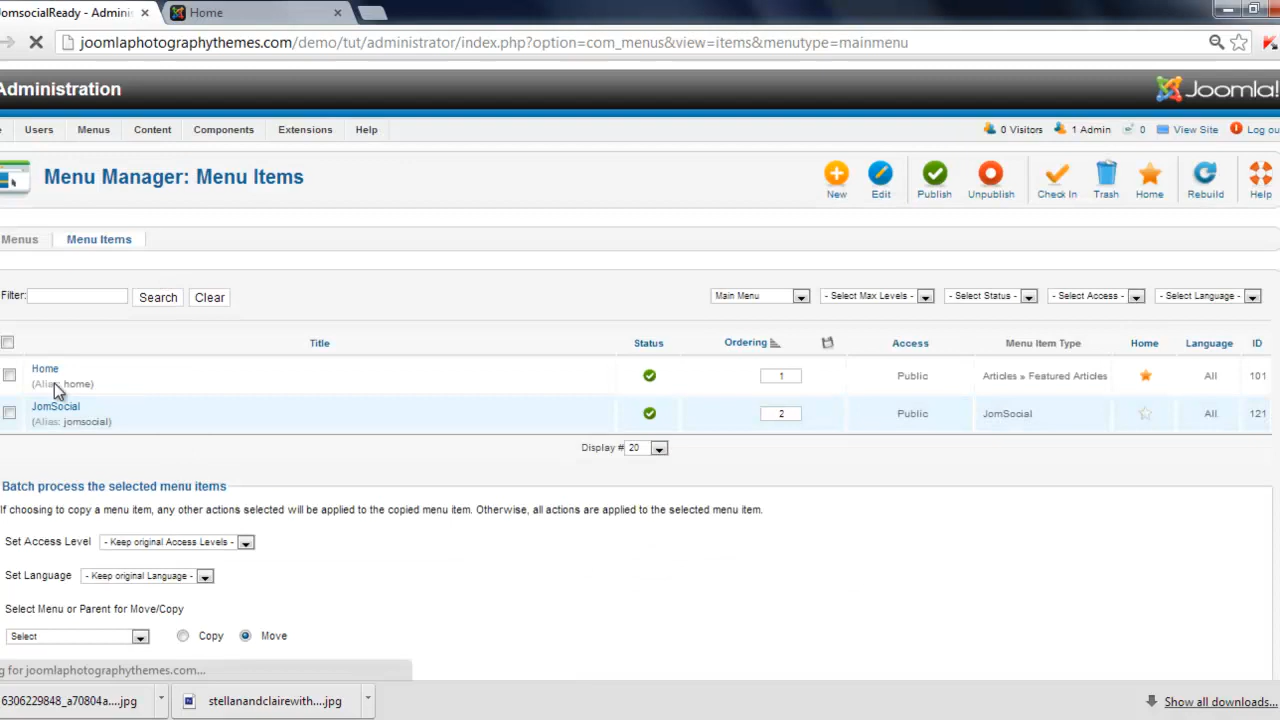 JomsocialReady - Adminis
Home
joomlaphotographythemes.com/demo/tut/administrator/index.php?option=com_menus&view=items&menutype=mainmenu
Administration
Joomla!
Users Menus Content Components Extensions Help
0 Visitors 1 Admin 0 View Site Log ou
Menu Manager: Menu Items
New Edit Publish Unpublish Check In Trash Home Rebuild Help
Menus Menu Items
Filter: Search Clear
Main Menu - Select Max Levels - - Select Status - - Select Access - - Select Language -
Title Status Ordering Access Menu Item Type Home Language ID
Home
(Alias: home)
1 Public Articles » Featured Articles All 101
JomSocial
(Alias: jomsocial)
2 Public JomSocial All 121
Display # 20
Batch process the selected menu items
If choosing to copy a menu item, any other actions selected will be applied to the copied menu item. Otherwise, all actions are applied to the selected menu item.
Set Access Level - Keep original Access Levels -
Set Language - Keep original Language -
Select Menu or Parent for Move/Copy
Select Copy Move
g for joomlaphotographythemes.com...
6306229848_a70804a....jpg
stellanandclairewith....jpg
Show all downloads...